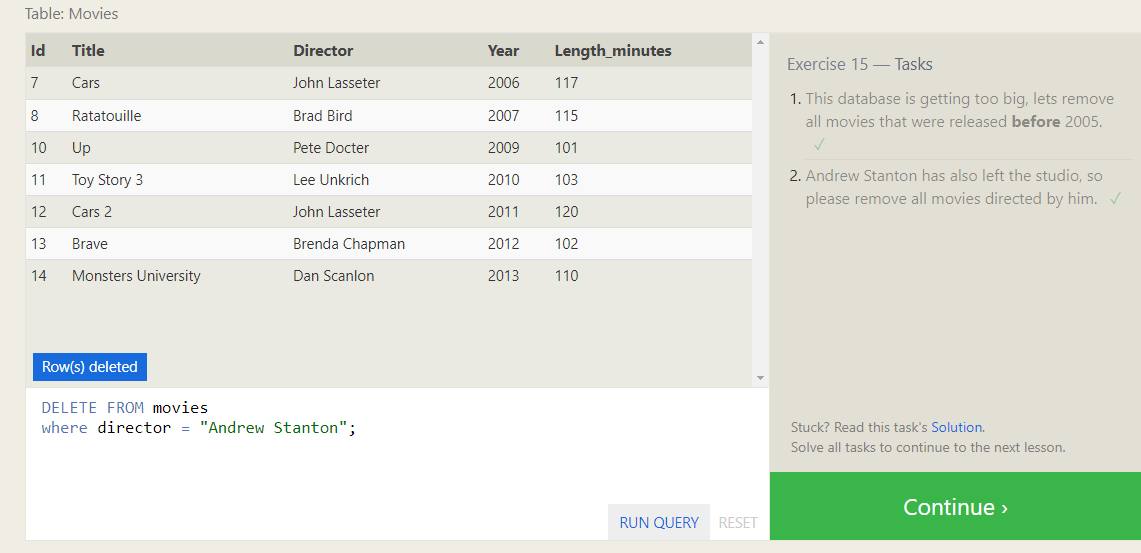 Table: Movies
Id Title Director Year Length_minutes
7 Cars John Lasseter 2006 117
8 Ratatouille Brad Bird 2007 115
10 Up Pete Docter 2009 101
11 Toy Story 3 Lee Unkrich 2010 103
12 Cars 2 John Lasseter 2011 120
13 Brave Brenda Chapman 2012 102
14 Monsters University Dan Scanlon 2013 110
Row(s) deleted
DELETE FROM movies
where director = "Andrew Stanton";
RUN QUERY RESET
Exercise 15 — Tasks
1. This database is getting too big, lets remove
all movies that were released before 2005.
✓
2. Andrew Stanton has also left the studio, so
please remove all movies directed by him. ✓
Stuck? Read this task's Solution.
Solve all tasks to continue to the next lesson.
Continue ›